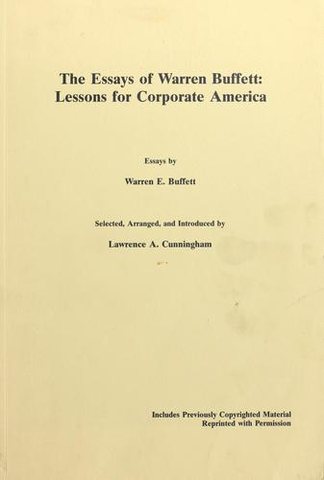 The Essays of Warren Buffett:
Lessons for Corporate America
Essays by
Warren E. Buffett
Selected, Arranged, and Introduced by
Lawrence A. Cunningham
Includes Previously Copyrighted Material
Reprinted with Permission